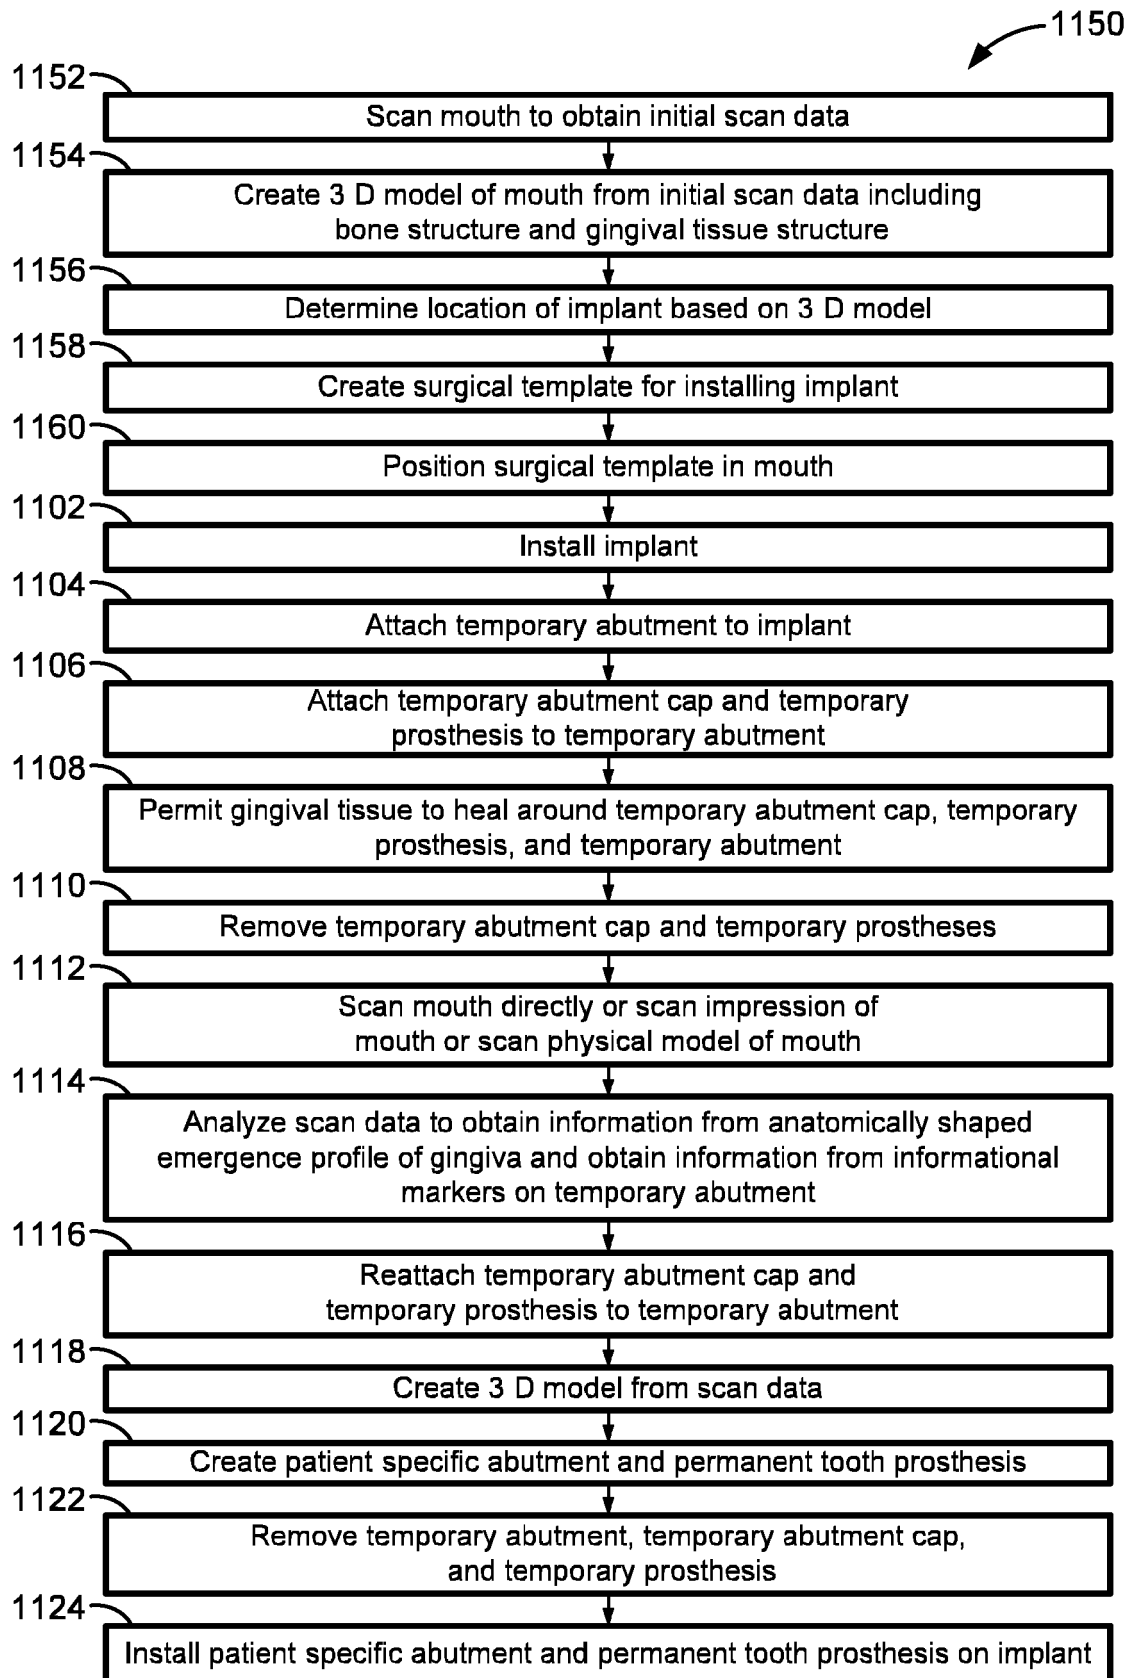 1150
1152
Scan mouth to obtain initial scan data
1154
Create 3 D model of mouth from initial scan data including
bone structure and gingival tissue structure
1156
Determine location of implant based on 3 D model
1158
Create surgical template for installing implant
1160
Position surgical template in mouth
1102
Install implant
1104
Attach temporary abutment to implant
1106
Attach temporary abutment cap and temporary
prosthesis to temporary abutment
1108
Permit gingival tissue to heal around temporary abutment cap, temporary
prosthesis, and temporary abutment
1110
Remove temporary abutment cap and temporary prostheses
1112
Scan mouth directly or scan impression of
mouth or scan physical model of mouth
1114
Analyze scan data to obtain information from anatomically shaped
emergence profile of gingiva and obtain information from informational
markers on temporary abutment
1116
Reattach temporary abutment cap and
temporary prosthesis to temporary abutment
1118
Create 3 D model from scan data
1120
Create patient specific abutment and permanent tooth prosthesis
1122
Remove temporary abutment, temporary abutment cap,
and temporary prosthesis
1124
Install patient specific abutment and permanent tooth prosthesis on implant